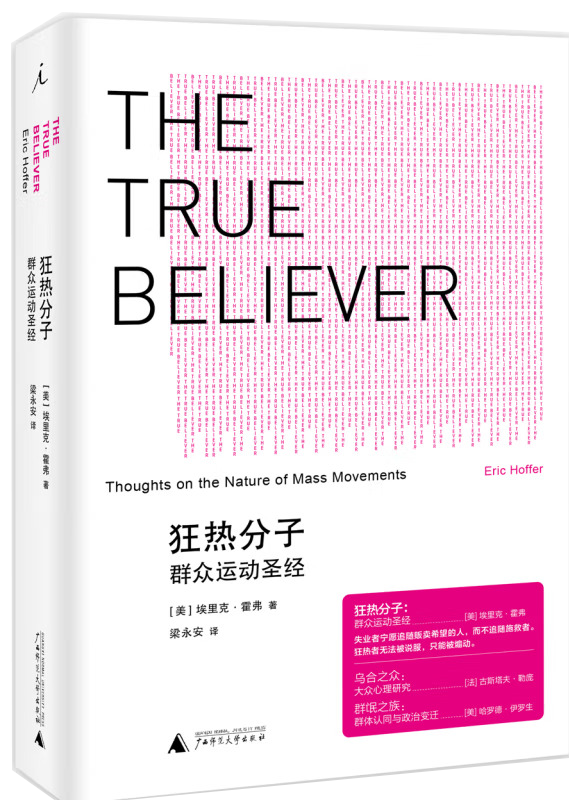 THE
TRUE
BELIEVER
Eric Hoffer
狂热分子
群众运动圣经
[美]埃里克·霍弗 著
梁永安 译
THE
TRUE
BELIEVER
Thoughts on the Nature of Mass Movements
Eric Hoffer
狂热分子
群众运动圣经
[美]埃里克·霍弗 著
梁永安 译
狂热分子：
群众运动圣经 [美]埃里克·霍弗
失业者宁愿追随贩卖希望的人，而不追随施救者。
狂热者无法被说服，只能被煽动。
乌合之众：
大众心理研究 [法]古斯塔夫·勒庞
群氓之族：
群体认同与政治变迁 [美]哈罗德·伊罗生
广西师范大学出版社